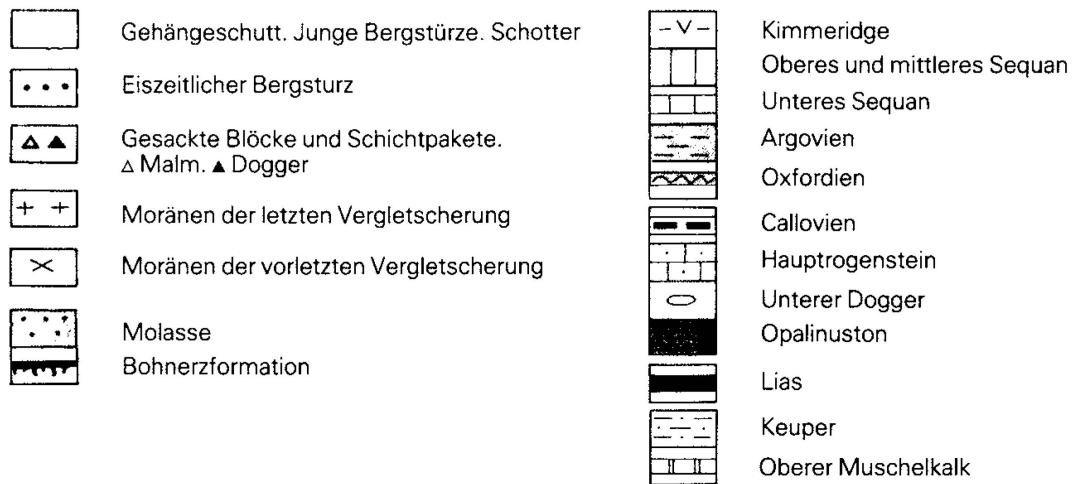 Gehängeschutt. Junge Bergstürze. Schotter
Eiszeitlicher Bergsturz
Gesackte Blöcke und Schichtpakete.
△ Malm. ▲ Dogger
Moränen der letzten Vergletscherung
Moränen der vorletzten Vergletscherung
Molasse
Bohnerzformation
Kimmeridge
Oberes und mittleres Sequan
Unteres Sequan
Argovien
Oxfordien
Callovien
Hauptrogenstein
Unterer Dogger
Opalinuston
Lias
Keuper
Oberer Muschelkalk